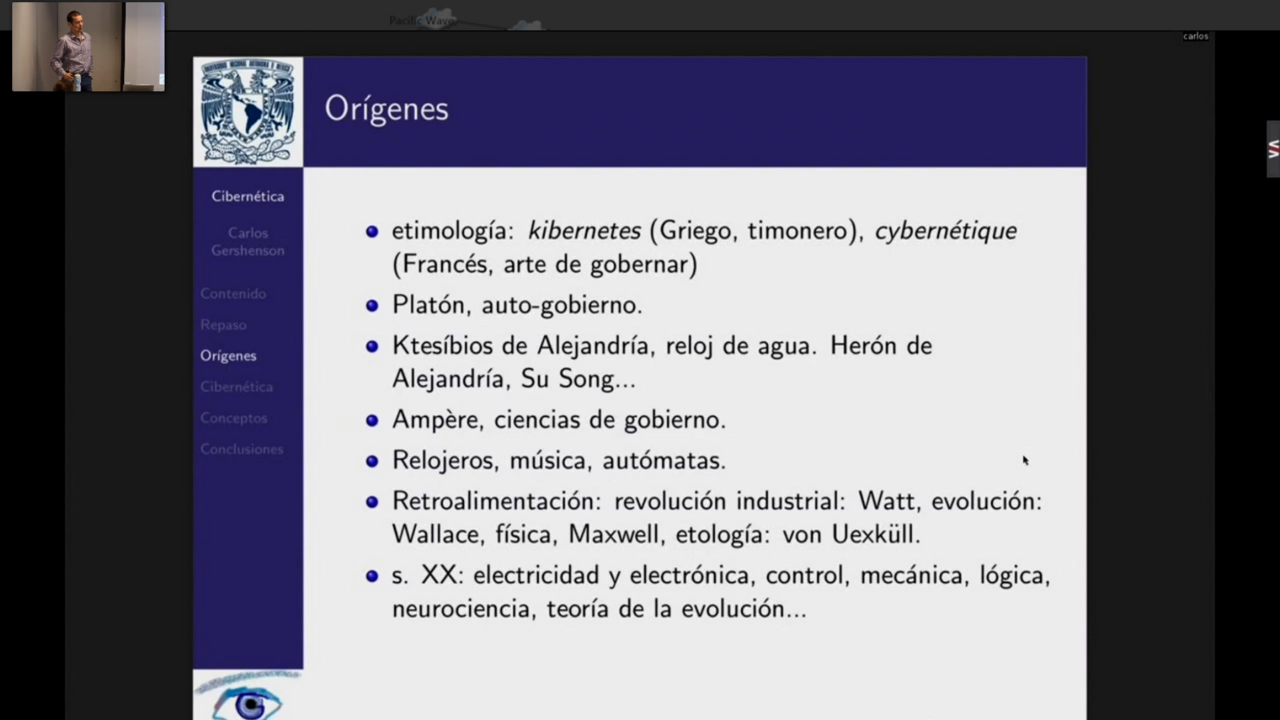 Pacific Wave
carlos
Orígenes
Cibernética
Carlos
Gershenson
Contenido
Repaso
Orígenes
Cibernética
Conceptos
Conclusiones
etimología: kibernetes (Griego, timonero), cybernétique
(Francés, arte de gobernar)
Platón, auto-gobierno.
Ktesíbios de Alejandría, reloj de agua. Herón de
Alejandría, Su Song...
Ampère, ciencias de gobierno.
Relojeros, música, autómatas.
Retroalimentación: revolución industrial: Watt, evolución:
Wallace, física, Maxwell, etología: von Uexküll.
s. XX: electricidad y electrónica, control, mecánica, lógica,
neurociencia, teoría de la evolución...